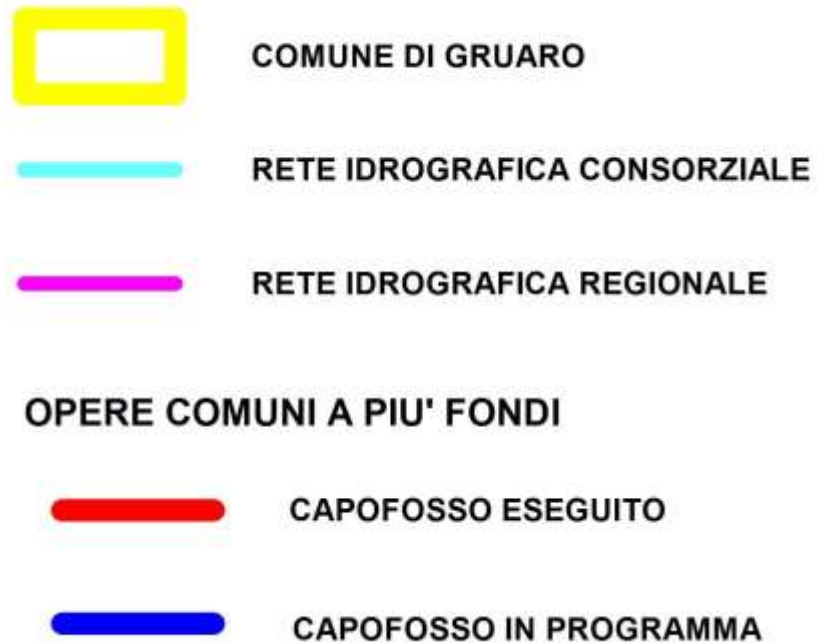 COMUNE DI GRUARO
RETE IDROGRAFICA CONSORZIALE
RETE IDROGRAFICA REGIONALE
OPERE COMUNI A PIU' FONDI
CAPOFOSSO ESEGUITO
CAPOFOSSO IN PROGRAMMA